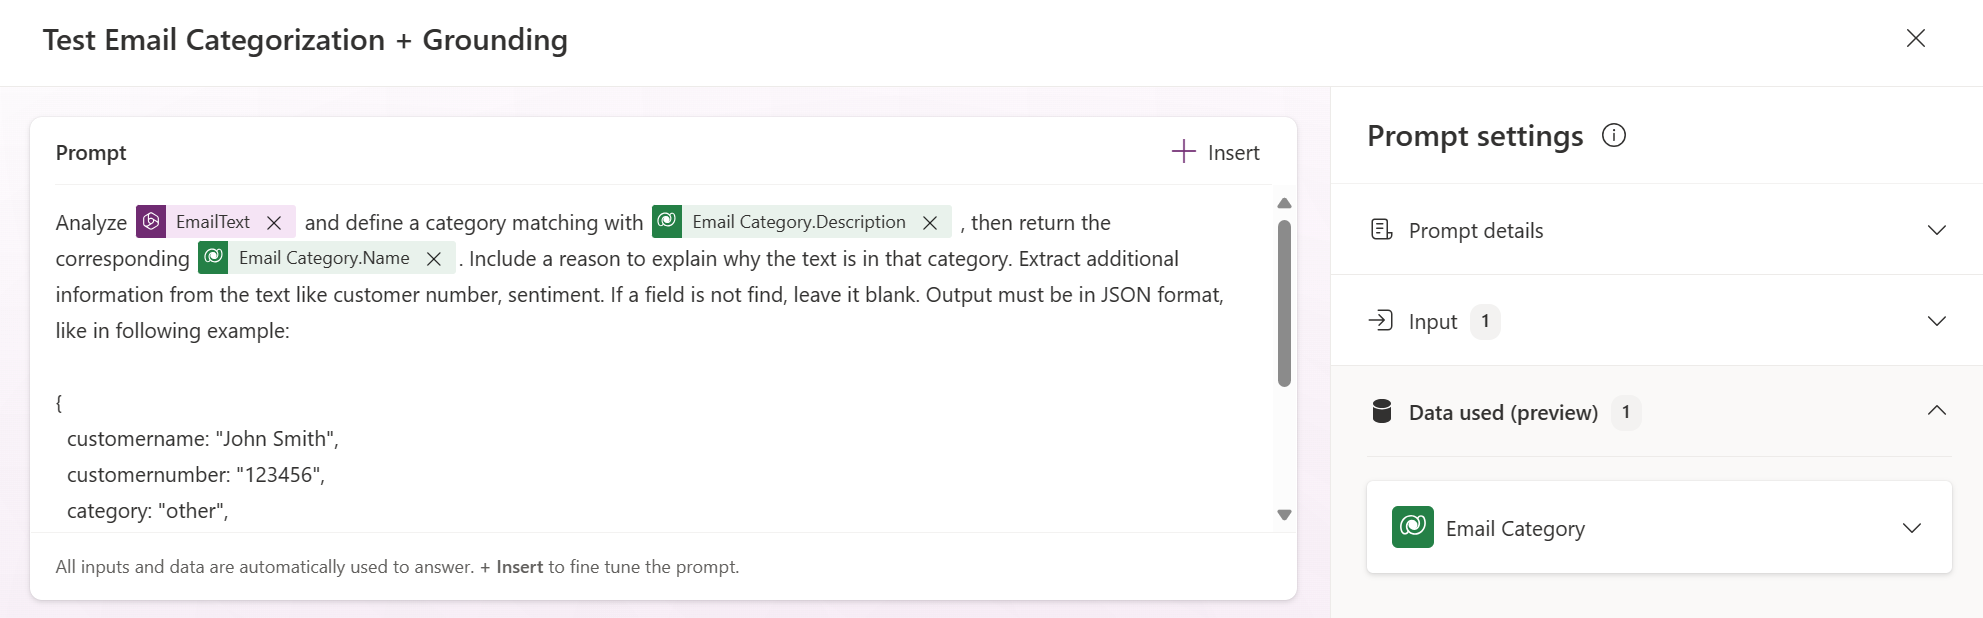 Test Email Categorization + Grounding
Prompt
Insert
Analyze EmailText and define a category matching with Email Category.Description , then return the
corresponding Email Category.Name . Include a reason to explain why the text is in that category. Extract additional
information from the text like customer number, sentiment. If a field is not find, leave it blank. Output must be in JSON format,
like in following example:
{
customername: "John Smith",
customernumber: "123456",
category: "other",
All inputs and data are automatically used to answer. + Insert to fine tune the prompt.
Prompt settings
Prompt details
Input 1
Data used (preview) 1
Email Category